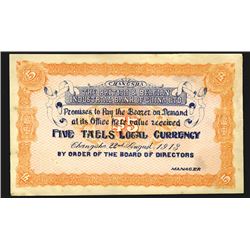 CHANGSHA
THE BRITISH & BELGIAN
INDUSTRIAL BANK OF CHINA LTD
Promises to Pay the Bearer on Demand
at its Office here value received
FIVE TAELS LOCAL CURRENCY
Changsha, 22nd August, 1913
BY ORDER OF THE BOARD OF DIRECTORS
MANAGER